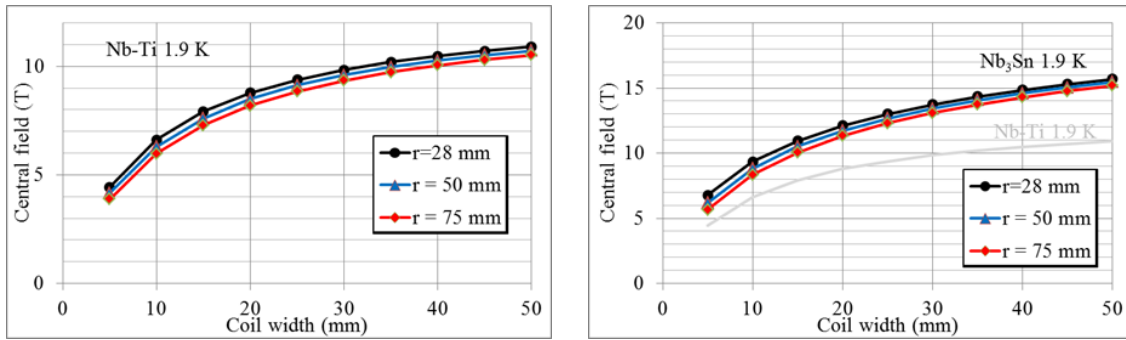 Nb-Ti 1.9 K
Central field (T)
10
5
0
0 10 20 30 40 50
Coil width (mm)
r=28 mm
r = 50 mm
r = 75 mm
Nb₃Sn 1.9 K
Nb-Ti 1.9 K
Central field (T)
20
15
10
5
0
0 10 20 30 40 50
Coil width (mm)
r=28 mm
r = 50 mm
r = 75 mm